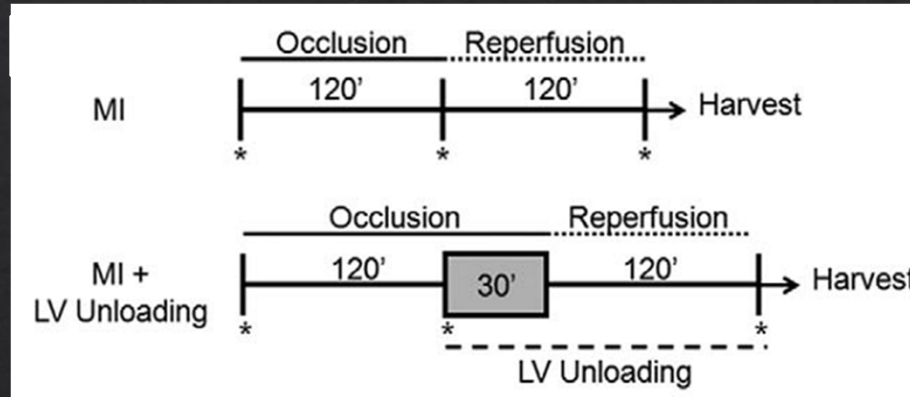 Occlusion Reperfusion
MI 120’ 120’ Harvest
* * *
Occlusion Reperfusion
MI +
LV Unloading
120’ 30’ 120’ Harvest
* * *
LV Unloading